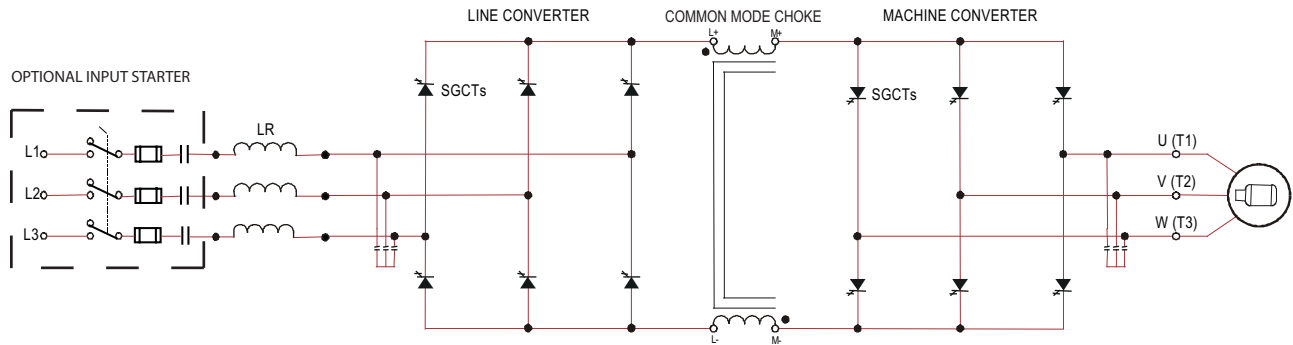 LINE CONVERTER
COMMON MODE CHOKE
MACHINE CONVERTER
L+
M+
OPTIONAL INPUT STARTER
SGCTs
SGCTs
LR
L1
U (T1)
L2
V (T2)
L3
W (T3)
L-
M-